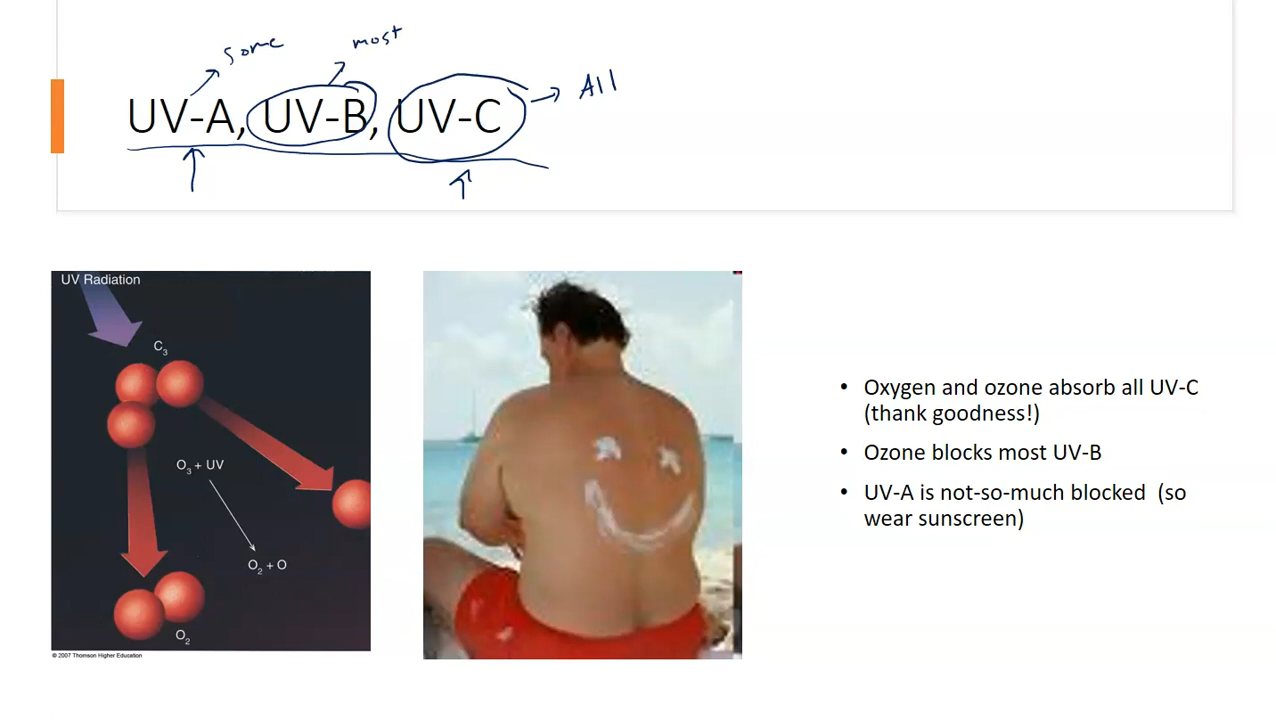 some
most
All
UV-A, UV-B, UV-C
UV Radiation
C3
O3 + UV
O2 + O
O2
© 2007 Thomson Higher Education
• Oxygen and ozone absorb all UV-C
(thank goodness!)
• Ozone blocks most UV-B
• UV-A is not-so-much blocked (so
wear sunscreen)